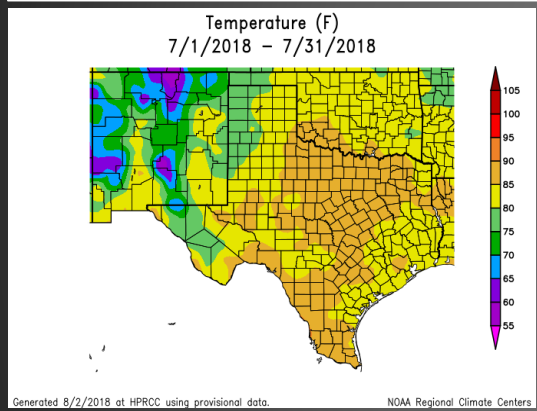 Temperature (F)
7/1/2018 – 7/31/2018
105
100
95
90
85
80
75
70
65
60
55
Generated 8/2/2018 at HPRCC using provisional data.
NOAA Regional Climate Centers